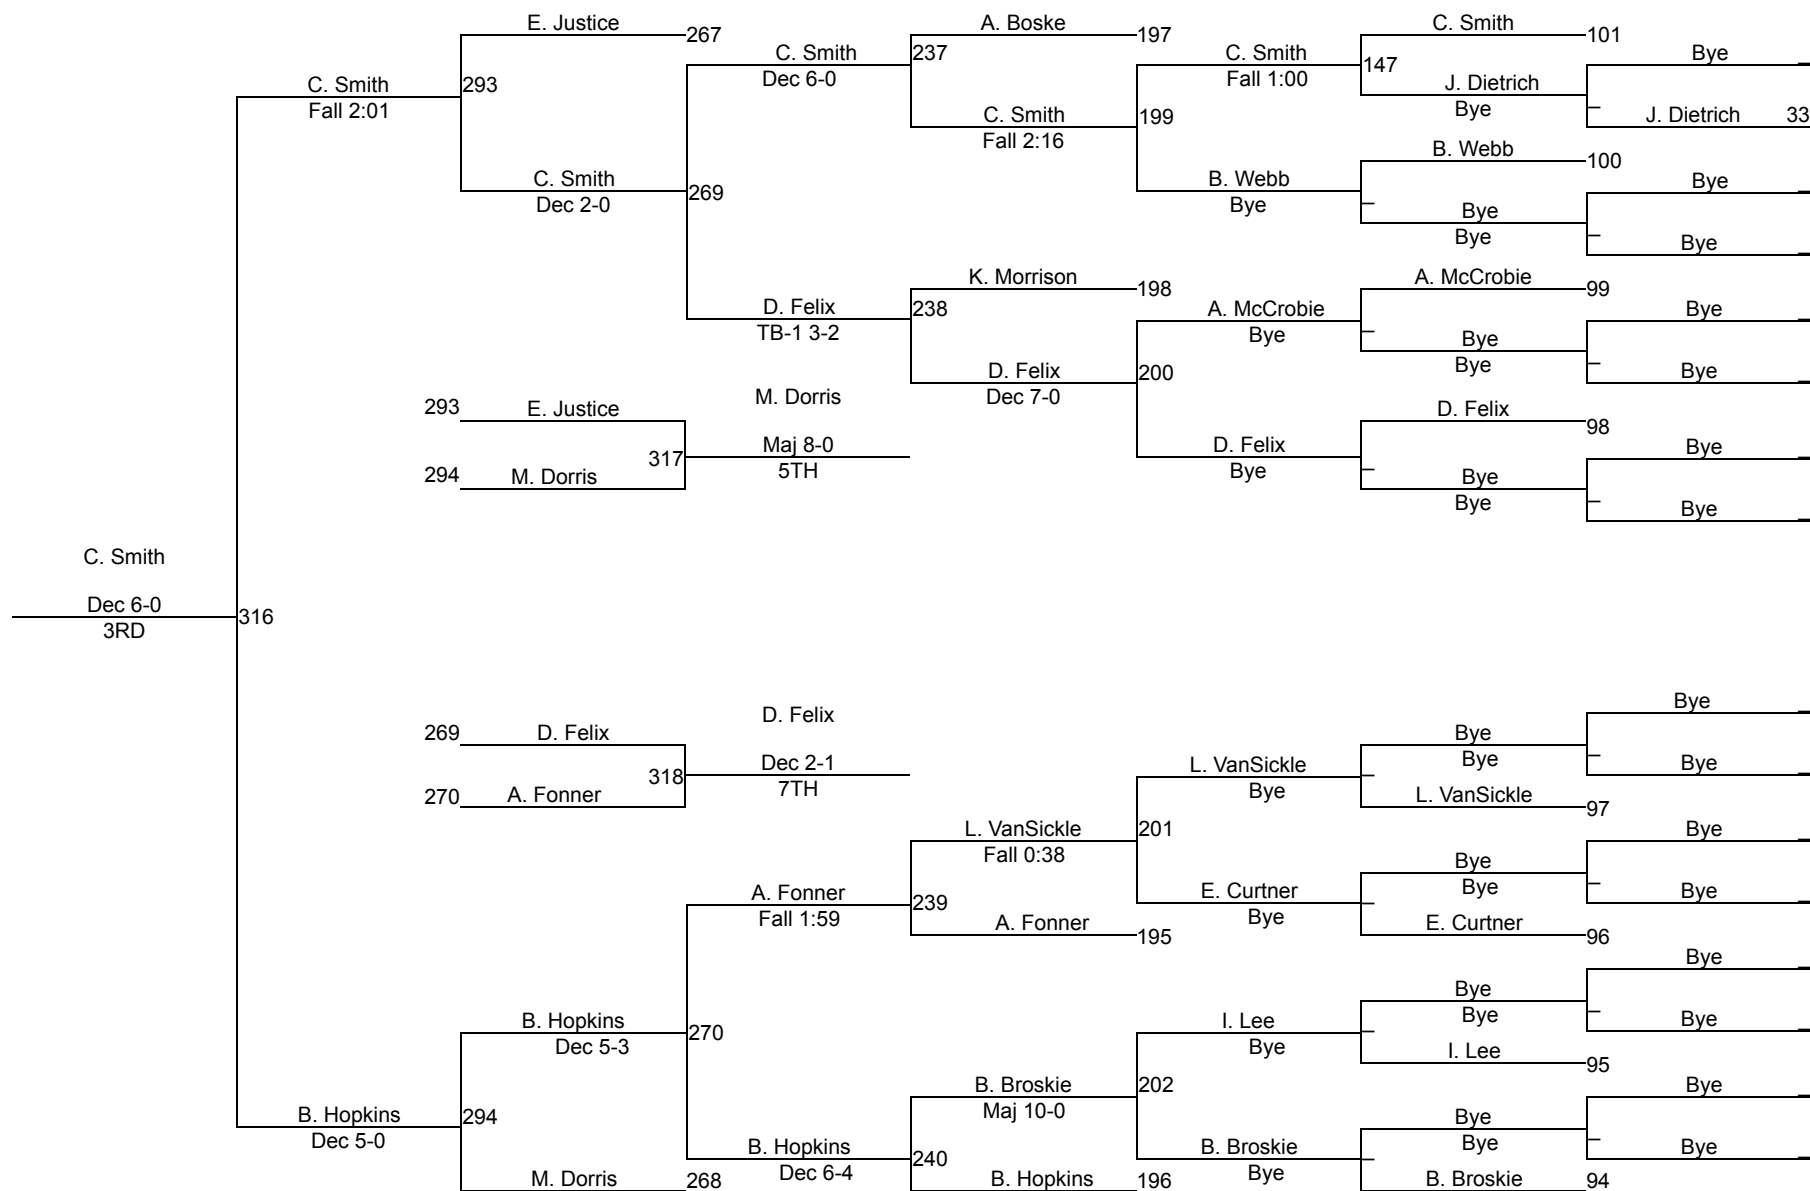 E. Justice
267
A. Boske
197
C. Smith
101
C. Smith
Dec 6-0
237
C. Smith
Fall 1:00
147
Bye
C. Smith
Fall 2:01
293
J. Dietrich
Bye
C. Smith
Fall 2:16
199
J. Dietrich 33
B. Webb
100
C. Smith
Dec 2-0
269
B. Webb
Bye
Bye
Bye
Bye
Bye
K. Morrison
198
A. McCrobie
99
D. Felix
TB-1 3-2
238
A. McCrobie
Bye
Bye
Bye
Bye
Bye
D. Felix
Dec 7-0
200
M. Dorris
293
E. Justice
D. Felix
98
Maj 8-0
5TH
317
D. Felix
Bye
Bye
294
M. Dorris
Bye
Bye
Bye
C. Smith
Dec 6-0
3RD
316
Bye
D. Felix
269
D. Felix
Bye
Bye
Dec 2-1
7TH
318
L. VanSickle
Bye
Bye
270
A. Fonner
L. VanSickle
97
L. VanSickle
Fall 0:38
201
Bye
Bye
Bye
A. Fonner
Fall 1:59
239
E. Curtner
Bye
Bye
A. Fonner
195
E. Curtner
96
Bye
Bye
Bye
B. Hopkins
Dec 5-3
270
I. Lee
Bye
Bye
I. Lee
95
B. Broskie
Maj 10-0
202
Bye
B. Hopkins
Dec 5-0
294
Bye
Bye
B. Hopkins
Dec 6-4
240
B. Broskie
Bye
Bye
M. Dorris
268
B. Hopkins
196
B. Broskie
94